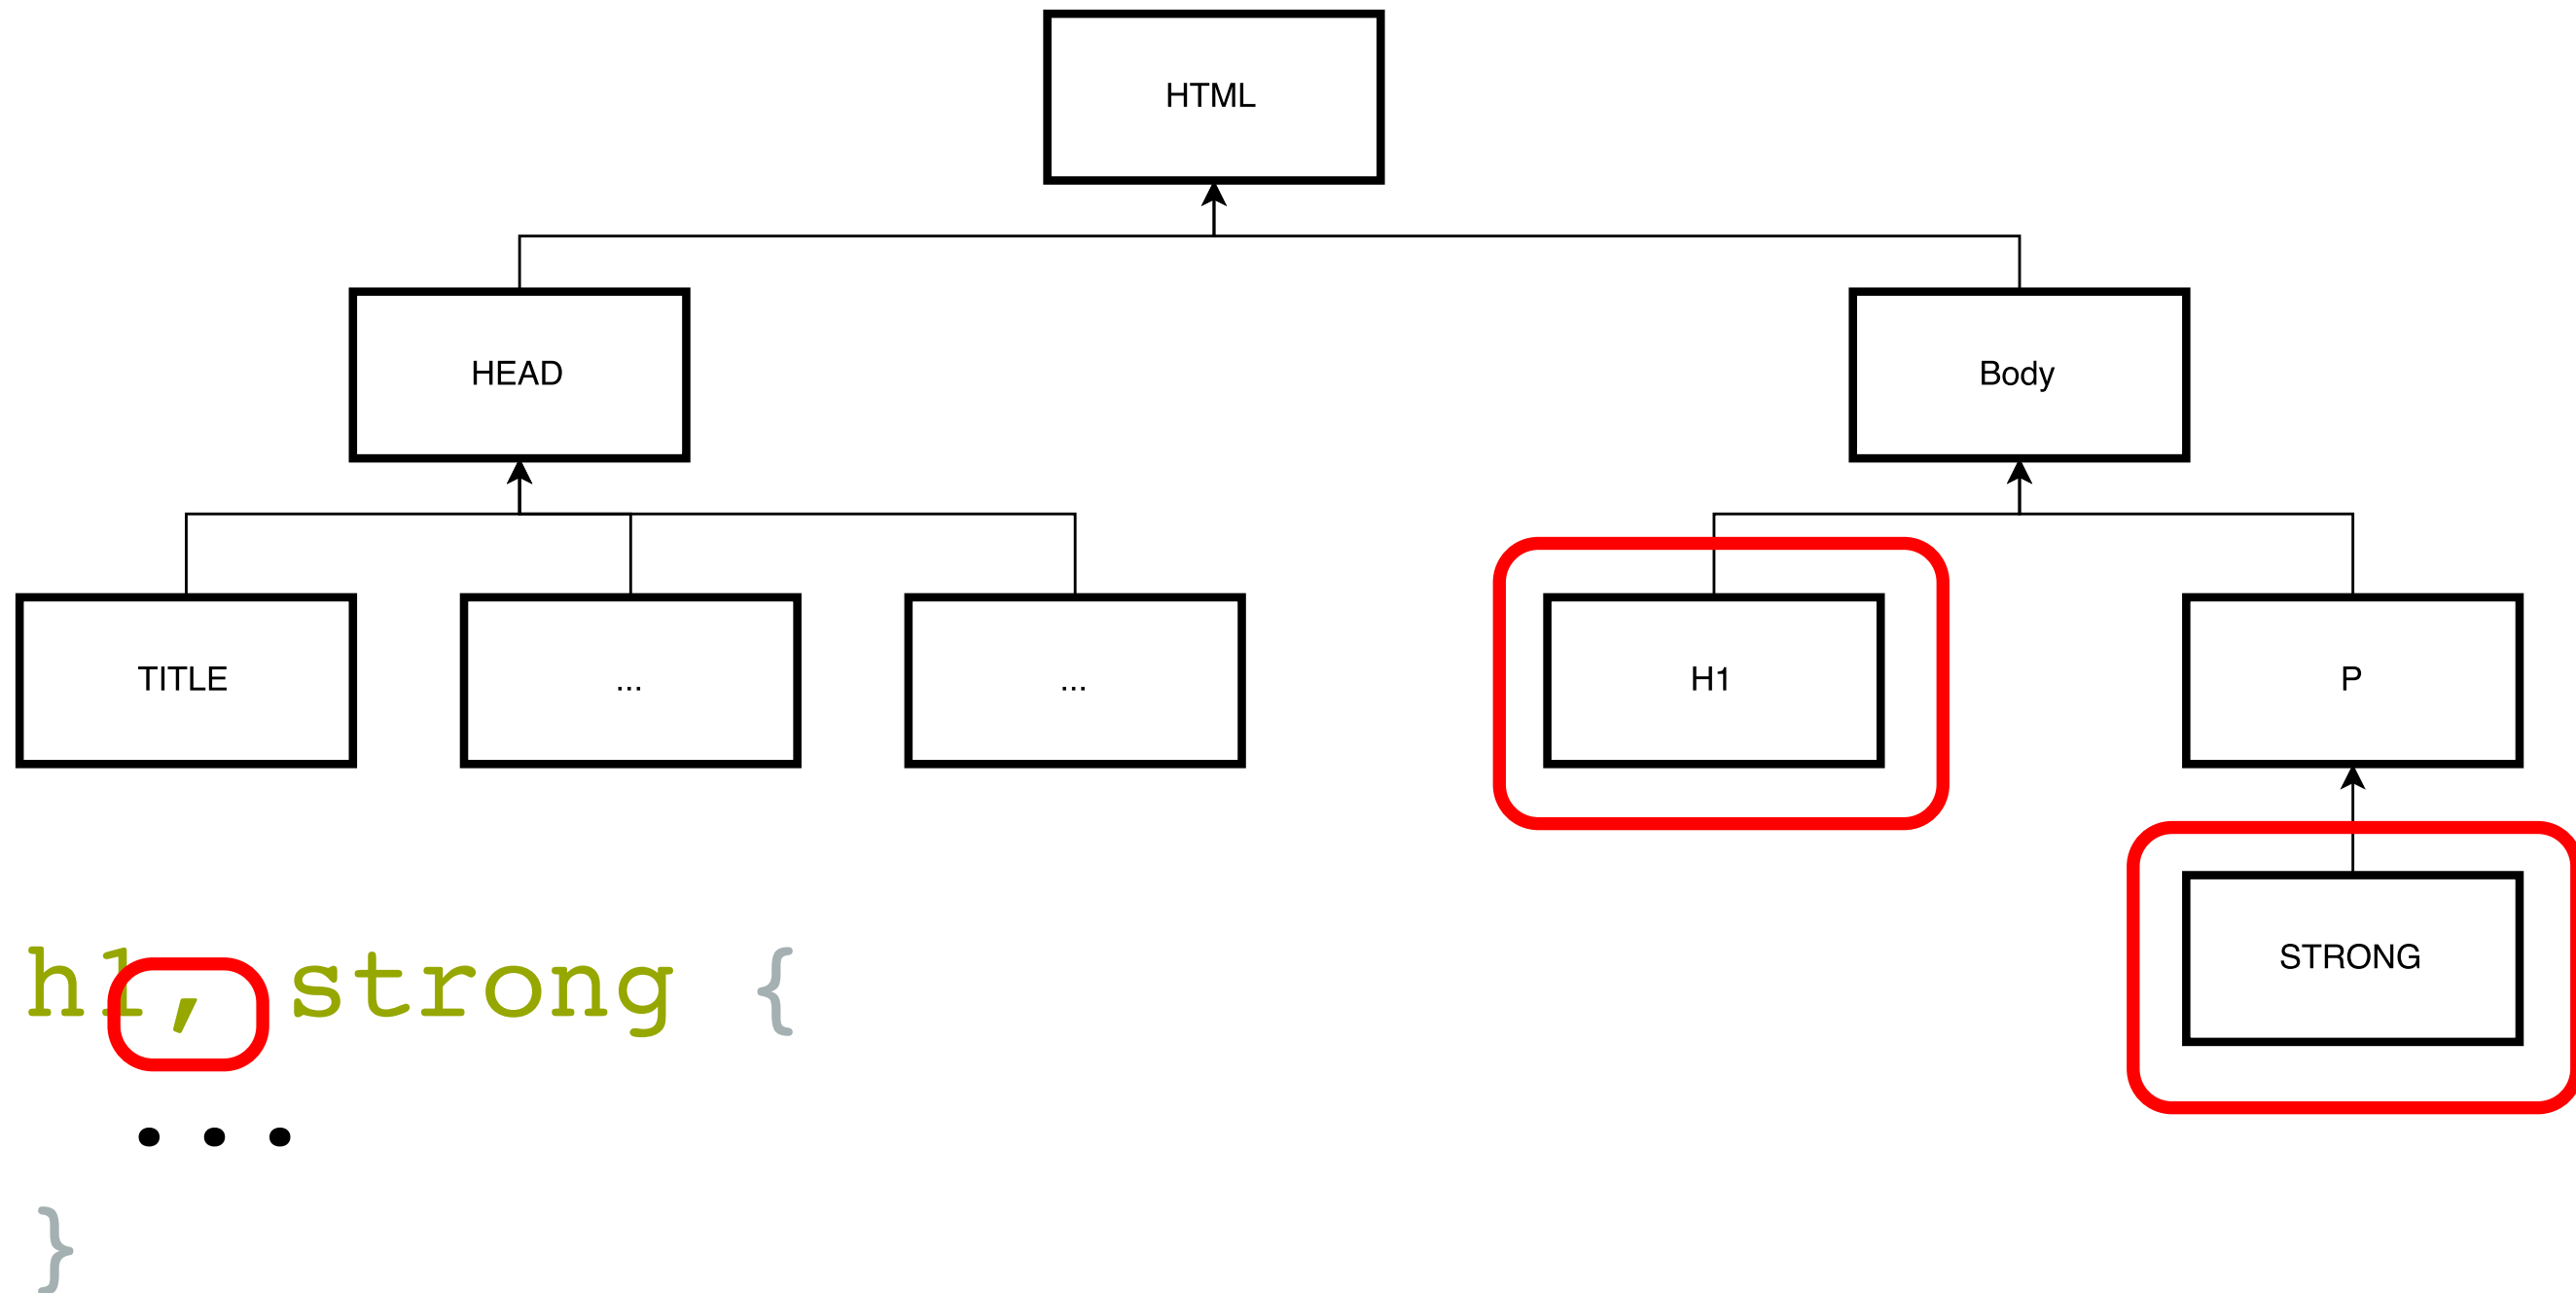 HTML
HEAD
Body
TITLE
...
...
H1
P
STRONG
h1, strong {
...
}